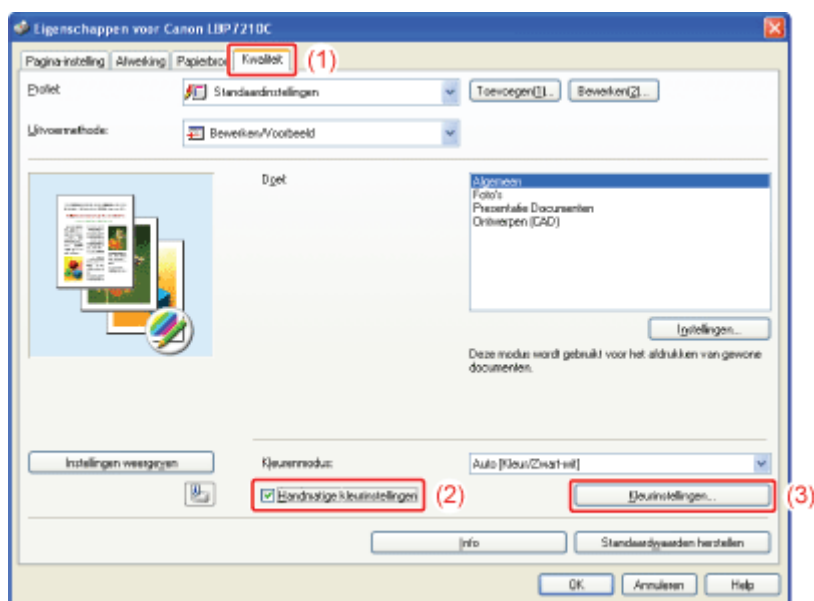 Eigenschappen voor Canon LBP7210C
Pagina-instelling Afwerking Papierbron Kwaliteit (1)
Profiel: Standaardinstellingen Toevoegen(1)... Bewerken(2)...
Uitvoermethode: Bewerken/Voorbeeld
Doel: Algemeen
Foto's
Presentatie Documenten
Ontwerpen (CAD)
Instellingen...
Deze modus wordt gebruikt voor het afdrukken van gewone
documenten.
Instellingen weergeven Kleurenmodus: Auto [Kleur/Zwart-wit]
Handmatige kleurinstellingen (2) Kleurinstellingen... (3)
Info Standaardwaarden herstellen
OK Annuleren Help